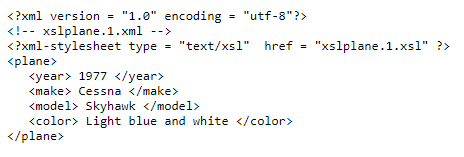 <?xml version = "1.0" encoding = "utf-8"?>
<!-- xslplane.1.xml -->
<?xml-stylesheet type = "text/xsl"  href = "xslplane.1.xsl" ?>
<plane>
   <year> 1977 </year>
   <make> Cessna </make>
   <model> Skyhawk </model>
   <color> Light blue and white </color>
</plane>